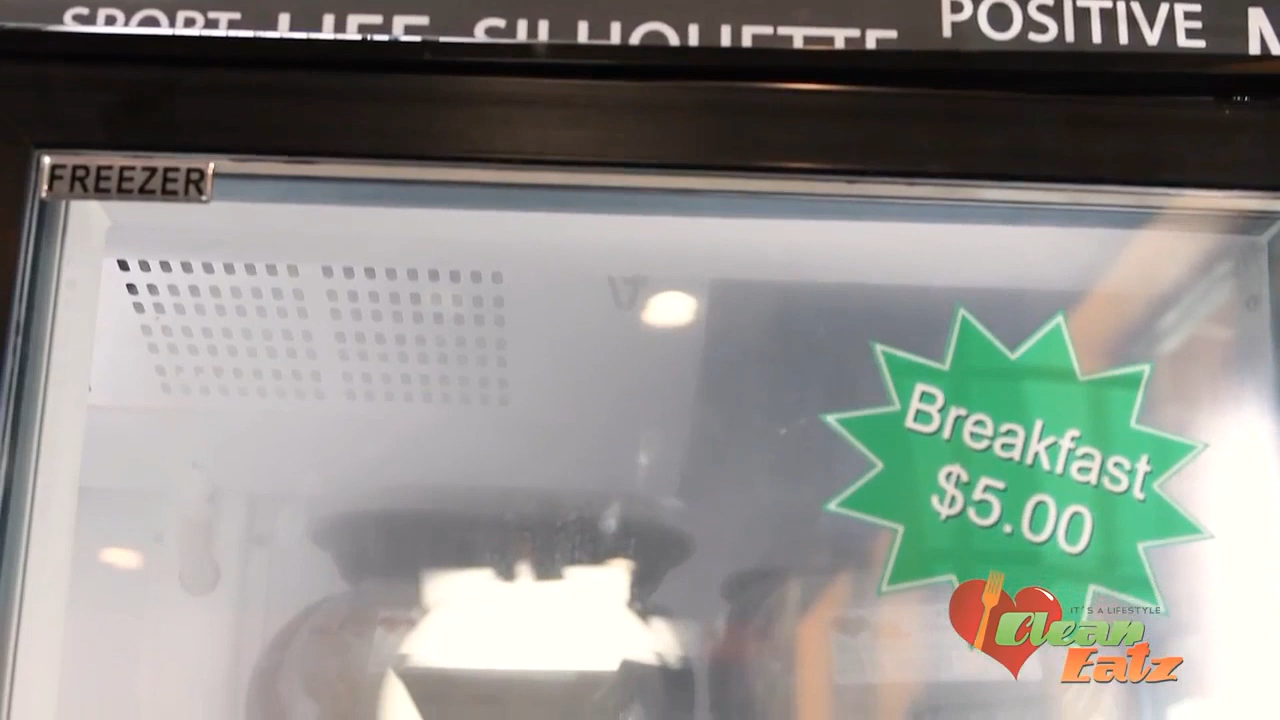 SPORT LIFE SILHOUETTE POSITIVE
FREEZER
Breakfast
$5.00
IT'S A LIFESTYLE
Clean
Eatz